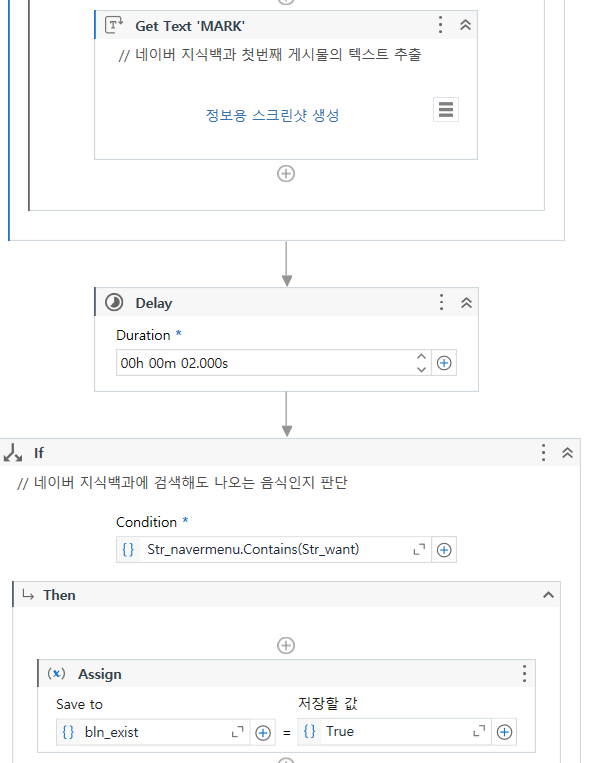 Get Text 'MARK'
// 네이버 지식백과 첫번째 게시물의 텍스트 추출
정보용 스크린샷 생성
Delay
Duration *
00h 00m 02.000s
If
// 네이버 지식백과에 검색해도 나오는 음식인지 판단
Condition *
Str_navermenu.Contains(Str_want)
Then
Assign
Save to 저장할 값
bln_exist = True